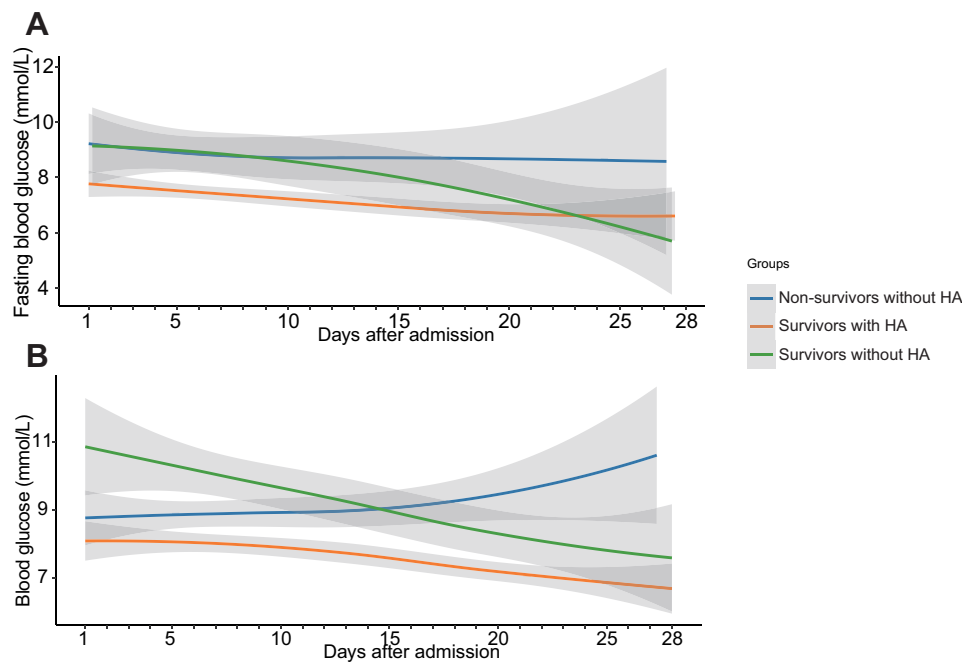 A
Fasting blood glucose (mmol/L)
12
10
8
6
4
1 5 10 15 20 25 28
Days after admission
B
Blood glucose (mmol/L)
11
9
7
1 5 10 15 20 25 28
Days after admission
Groups
Non-survivors without HA
Survivors with HA
Survivors without HA